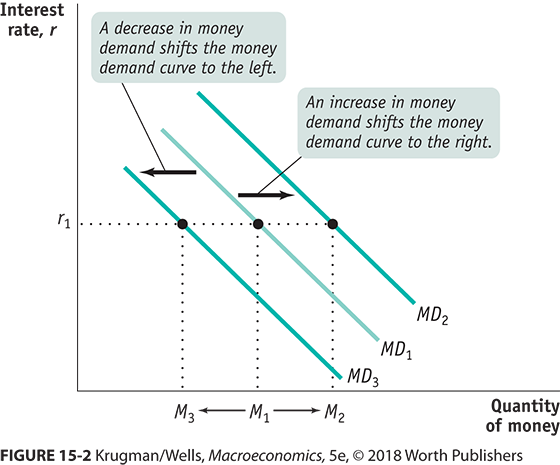 Interest
rate, r
A decrease in money
demand shifts the money
demand curve to the left.
An increase in money
demand shifts the money
demand curve to the right.
r1
MD2
MD1
MD3
M3
M1
M2
Quantity
of money
FIGURE 15-2 Krugman/Wells, Macroeconomics, 5e, © 2018 Worth Publishers